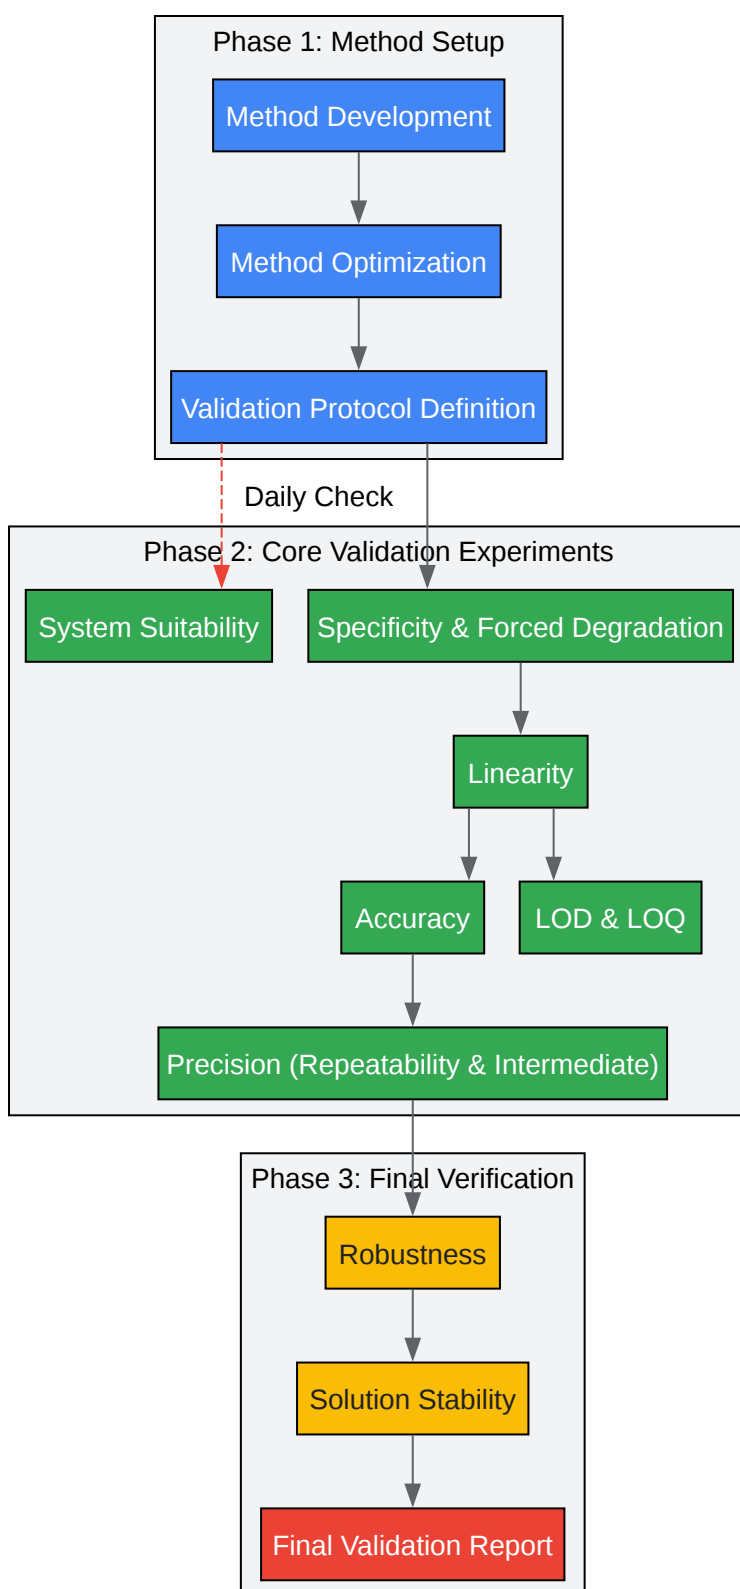 Phase 1: Method Setup
Method Development
Method Optimization
Validation Protocol Definition
Daily Check
Phase 2: Core Validation Experiments
System Suitability
Specificity & Forced Degradation
Linearity
Accuracy
LOD & LOQ
Precision (Repeatability & Intermediate)
Phase 3: Final Verification
Robustness
Solution Stability
Final Validation Report